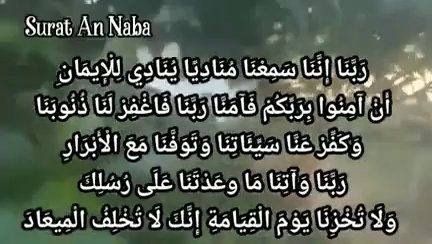 Surat An Naba
رَبَّنَا إِنَّنَا سَمِعْنَا مُنَادِيًا يُنَادِي لِلْإِيمَانِ
أَنْ آمِنُوا بِرَبِّكُمْ فَآمَنَّا رَبَّنَا فَاغْفِرْ لَنَا ذُنُوبَنَا
وَكَفِّرْ عَنَّا سَيِّئَاتِنَا وَتَوَفَّنَا مَعَ الْأَبْرَارِ
رَبَّنَا وَآتِنَا مَا وَعَدْتَنَا عَلَى رُسُلِكَ
وَلَا تُخْزِنَا يَوْمَ الْقِيَامَةِ إِنَّكَ لَا تُخْلِفُ الْمِيعَادَ